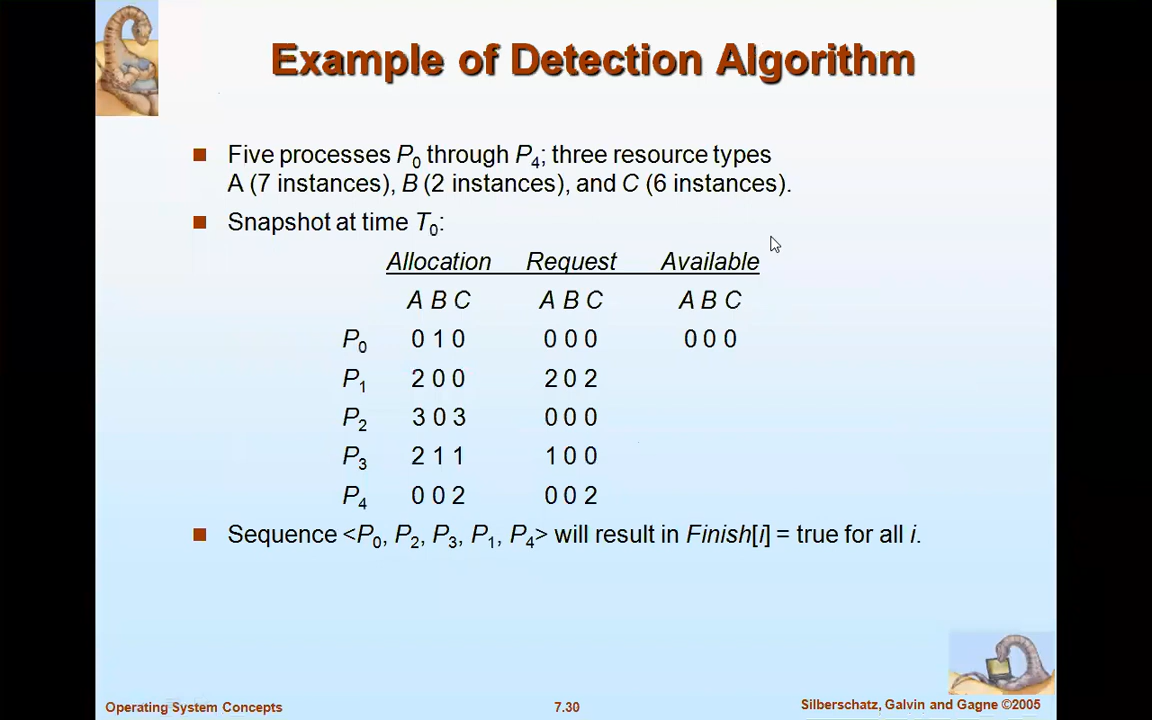 Example of Detection Algorithm
Five processes P0 through P4; three resource types
A (7 instances), B (2 instances), and C (6 instances).
Snapshot at time T0:
Allocation Request Available
A B C A B C A B C
P0 0 1 0 0 0 0 0 0 0
P1 2 0 0 2 0 2
P2 3 0 3 0 0 0
P3 2 1 1 1 0 0
P4 0 0 2 0 0 2
Sequence <P0, P2, P3, P1, P4> will result in Finish[i] = true for all i.
Operating System Concepts 7.30 Silberschatz, Galvin and Gagne ©2005